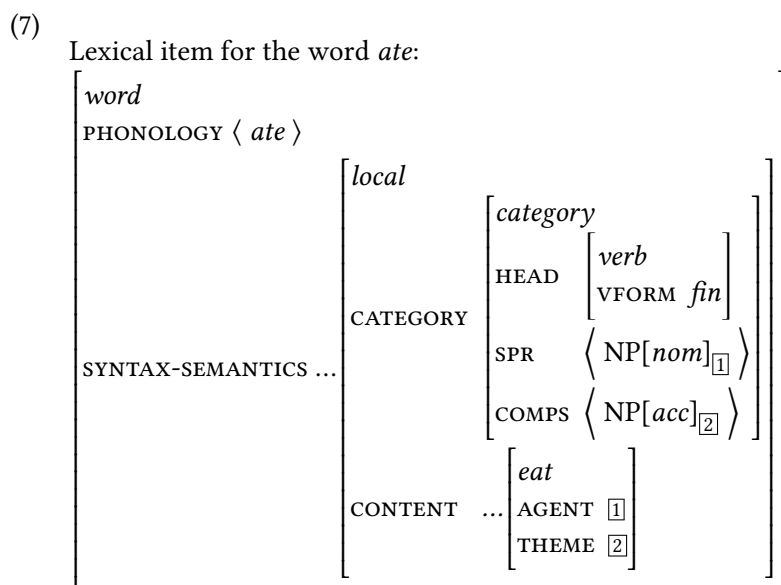 (7)
Lexical item for the word ate:
word
PHONOLOGY ⟨ ate ⟩
local
category
verb
HEAD
VFORM fin
CATEGORY
SPR ⟨ NP[nom]1 ⟩
SYNTAX-SEMANTICS ...
COMPS ⟨ NP[acc]2 ⟩
eat
CONTENT ... AGENT 1
THEME 2